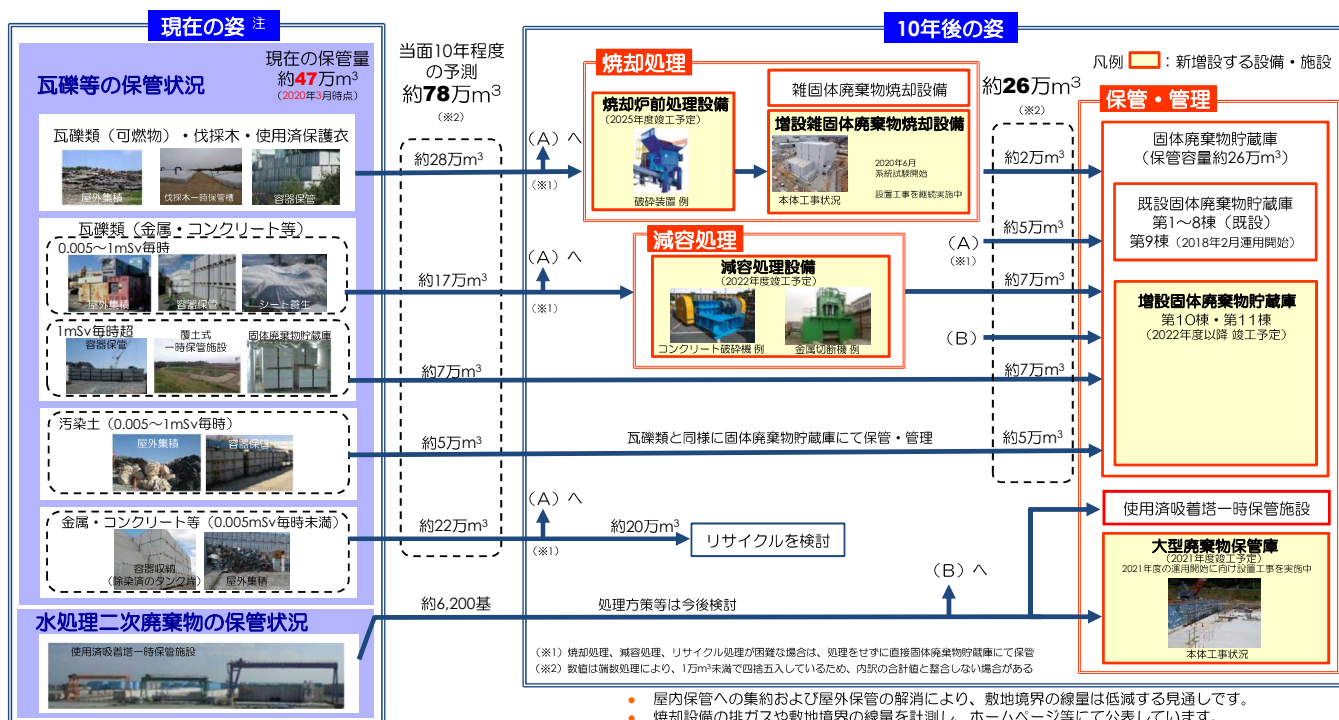 現在の姿 注
瓦礫等の保管状況
現在の保管量
約47万m³
(2020年3月時点)
瓦礫類（可燃物）・伐採木・使用済保護衣
屋外集積
伐採木一時保管槽
容器保管
瓦礫類（金属・コンクリート等）
0.005～1mSv毎時
屋外集積
容器保管
シート養生
1mSv毎時超
容器保管
覆土式
一時保管施設
固体廃棄物貯蔵庫
汚染土（0.005～1mSv毎時）
屋外集積
容器保管
金属・コンクリート等（0.005mSv毎時未満）
容器収納
(除染済のタンク片)
屋外集積
水処理二次廃棄物の保管状況
使用済吸着塔一時保管施設
当面10年程度
の予測
約78万m³
(※2)
約28万m³
約17万m³
約7万m³
約5万m³
約22万m³
約6,200基
10年後の姿
凡例 ：新増設する設備・施設
(A) へ
(※1)
焼却処理
焼却炉前処理設備
(2025年度竣工予定)
破砕装置 例
雑固体廃棄物焼却設備
増設雑固体廃棄物焼却設備
2020年6月
系統試験開始
設置工事を継続実施中
本体工事状況
(A) へ
(※1)
減容処理
減容処理設備
(2022年度竣工予定)
コンクリート破砕機 例
金属切断機 例
瓦礫類と同様に固体廃棄物貯蔵庫にて保管・管理
(A) へ
(※1)
約20万m³
リサイクルを検討
処理方策等は今後検討
(B) へ
約26万m³
(※2)
約2万m³
(A)
(※1)
約5万m³
約7万m³
(B)
約7万m³
約5万m³
保管・管理
固体廃棄物貯蔵庫
(保管容量約26万m³)
既設固体廃棄物貯蔵庫
第1～8棟（既設）
第9棟（2018年2月運用開始）
増設固体廃棄物貯蔵庫
第10棟・第11棟
(2022年度以降 竣工予定)
使用済吸着塔一時保管施設
大型廃棄物保管庫
(2021年度竣工予定)
2021年度の運用開始に向け設置工事を実施中
本体工事状況
(※1) 焼却処理、減容処理、リサイクル処理が困難な場合は、処理をせずに直接固体廃棄物貯蔵庫にて保管
(※2) 数値は端数処理により、1万m³未満で四捨五入しているため、内訳の合計値と整合しない場合がある
• 屋内保管への集約および屋外保管の解消により、敷地境界の線量は低減する見通しです。
• 焼却設備の排ガスや敷地境界の線量を計測し、ホームページ等にて公表しています。